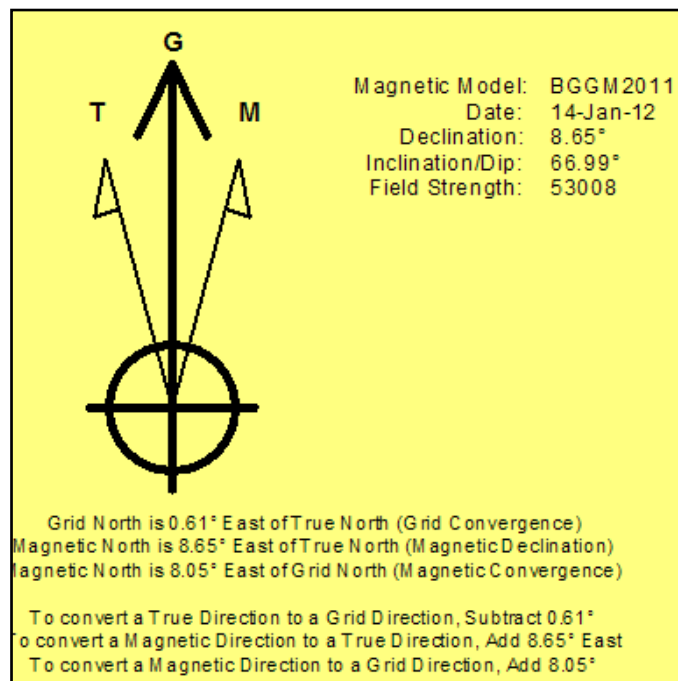 G
T
M
Magnetic Model: BGGM2011
Date: 14-Jan-12
Declination: 8.65°
Inclination/Dip: 66.99°
Field Strength: 53008
Grid North is 0.61° East of True North (Grid Convergence)
Magnetic North is 8.65° East of True North (Magnetic Declination)
Magnetic North is 8.05° East of Grid North (Magnetic Convergence)
To convert a True Direction to a Grid Direction, Subtract 0.61°
To convert a Magnetic Direction to a True Direction, Add 8.65° East
To convert a Magnetic Direction to a Grid Direction, Add 8.05°